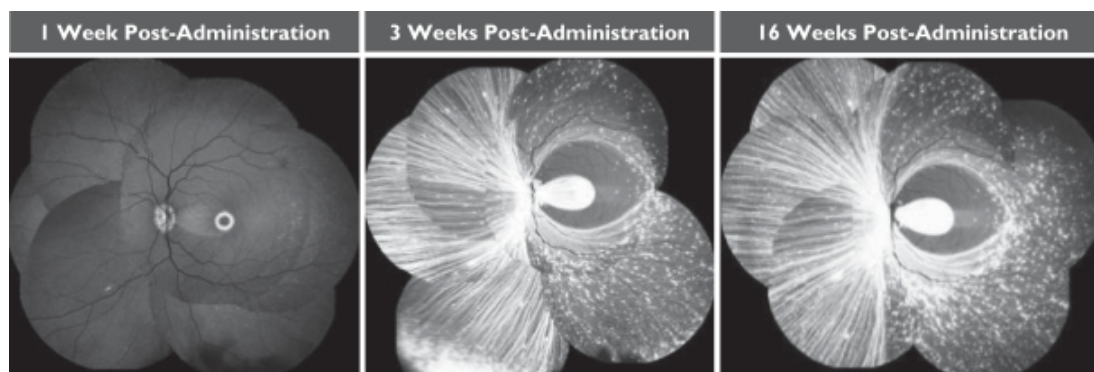 1 Week Post-Administration
3 Weeks Post-Administration
16 Weeks Post-Administration